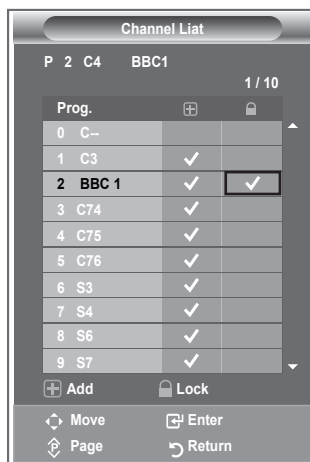 Channel Liat
P 2 C4 BBC1
1 / 10
Prog.
0 C--
1 C3
2 BBC 1
3 C74
4 C75
5 C76
6 S3
7 S4
8 S6
9 S7
Add Lock
Move Enter
P Page Return